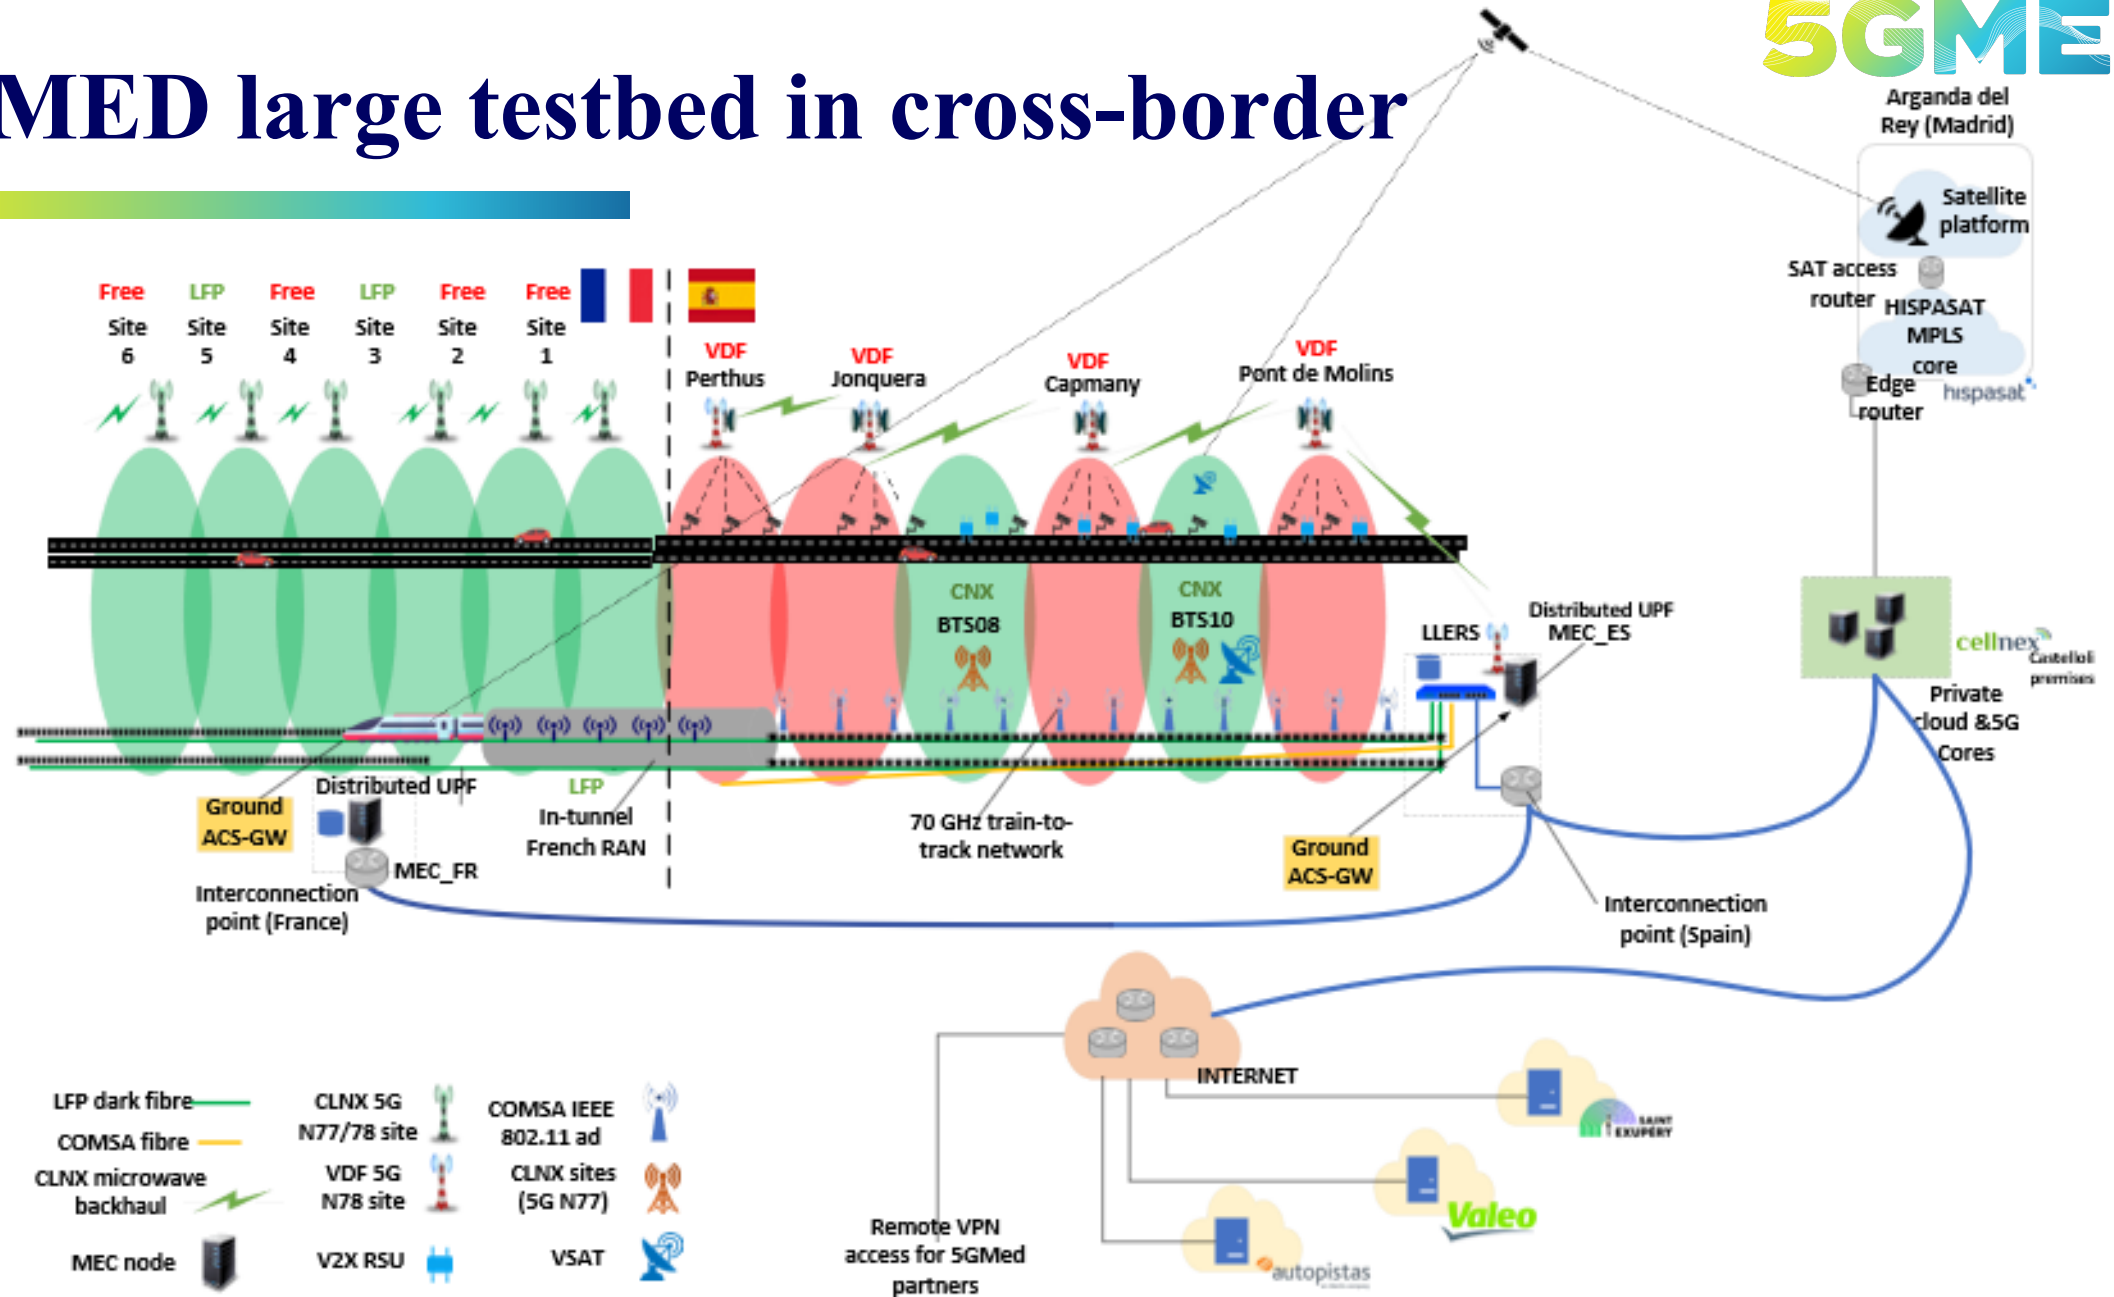 5GME
MED large testbed in cross-border
Arganda del
Rey (Madrid)
Satellite
platform
SAT access
router
HISPASAT
MPLS
core
Edge
router
hispasat
Free
Site
6
LFP
Site
5
Free
Site
4
LFP
Site
3
Free
Site
2
Free
Site
1
VDF
Perthus
VDF
Jonquera
VDF
Capmany
VDF
Pont de Molins
CNX
BTS08
CNX
BTS10
LLERS
Distributed UPF
MEC_ES
cellnex
Castelloli
premises
Private
cloud &5G
Cores
Distributed UPF
Ground
ACS-GW
MEC_FR
Interconnection
point (France)
LFP
In-tunnel
French RAN
70 GHz train-to-
track network
Ground
ACS-GW
Interconnection
point (Spain)
INTERNET
SAINT
EXUPERY
Valeo
autopistas
Remote VPN
access for 5GMed
partners
LFP dark fibre
COMSA fibre
CLNX microwave
backhaul
MEC node
CLNX 5G
N77/78 site
VDF 5G
N78 site
V2X RSU
COMSA IEEE
802.11 ad
CLNX sites
(5G N77)
VSAT